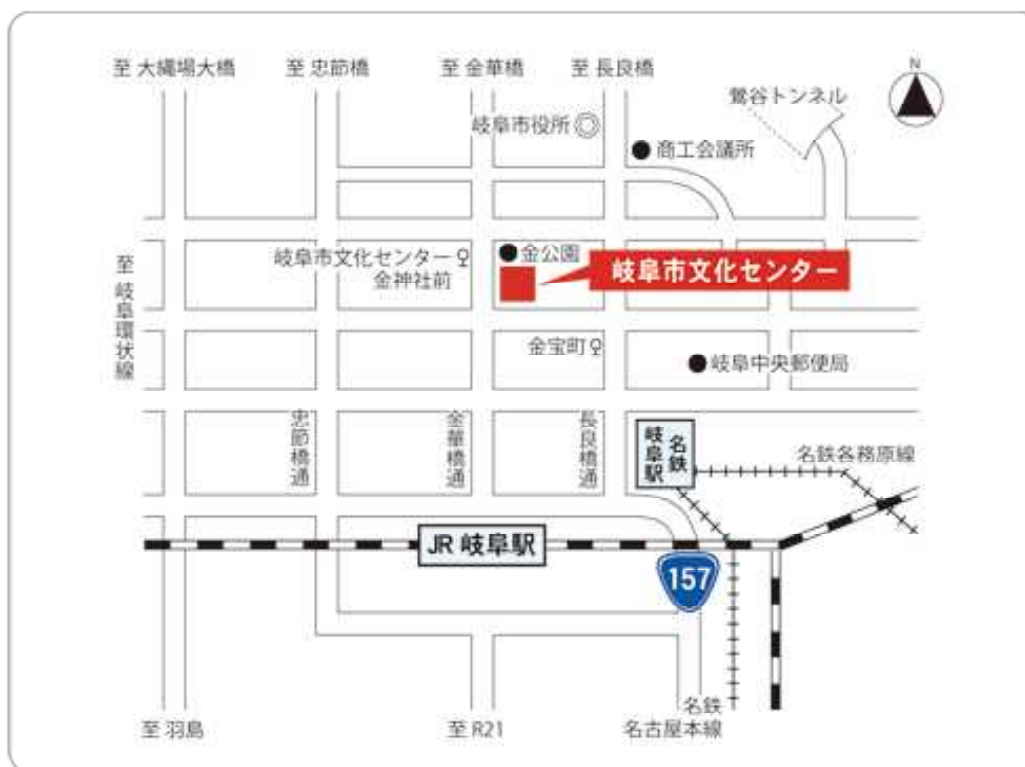 至 大縄場大橋
至 忠節橋
至 金華橋
至 長良橋
N
鶯谷トンネル
岐阜市役所
商工会議所
至 岐阜環状線
岐阜市文化センター
金神社前
金公園
岐阜市文化センター
金宝町
岐阜中央郵便局
忠節橋通
金華橋通
長良橋通
名鉄
岐阜駅
名鉄各務原線
JR 岐阜駅
157
至 羽島
至 R21
名鉄
名古屋本線